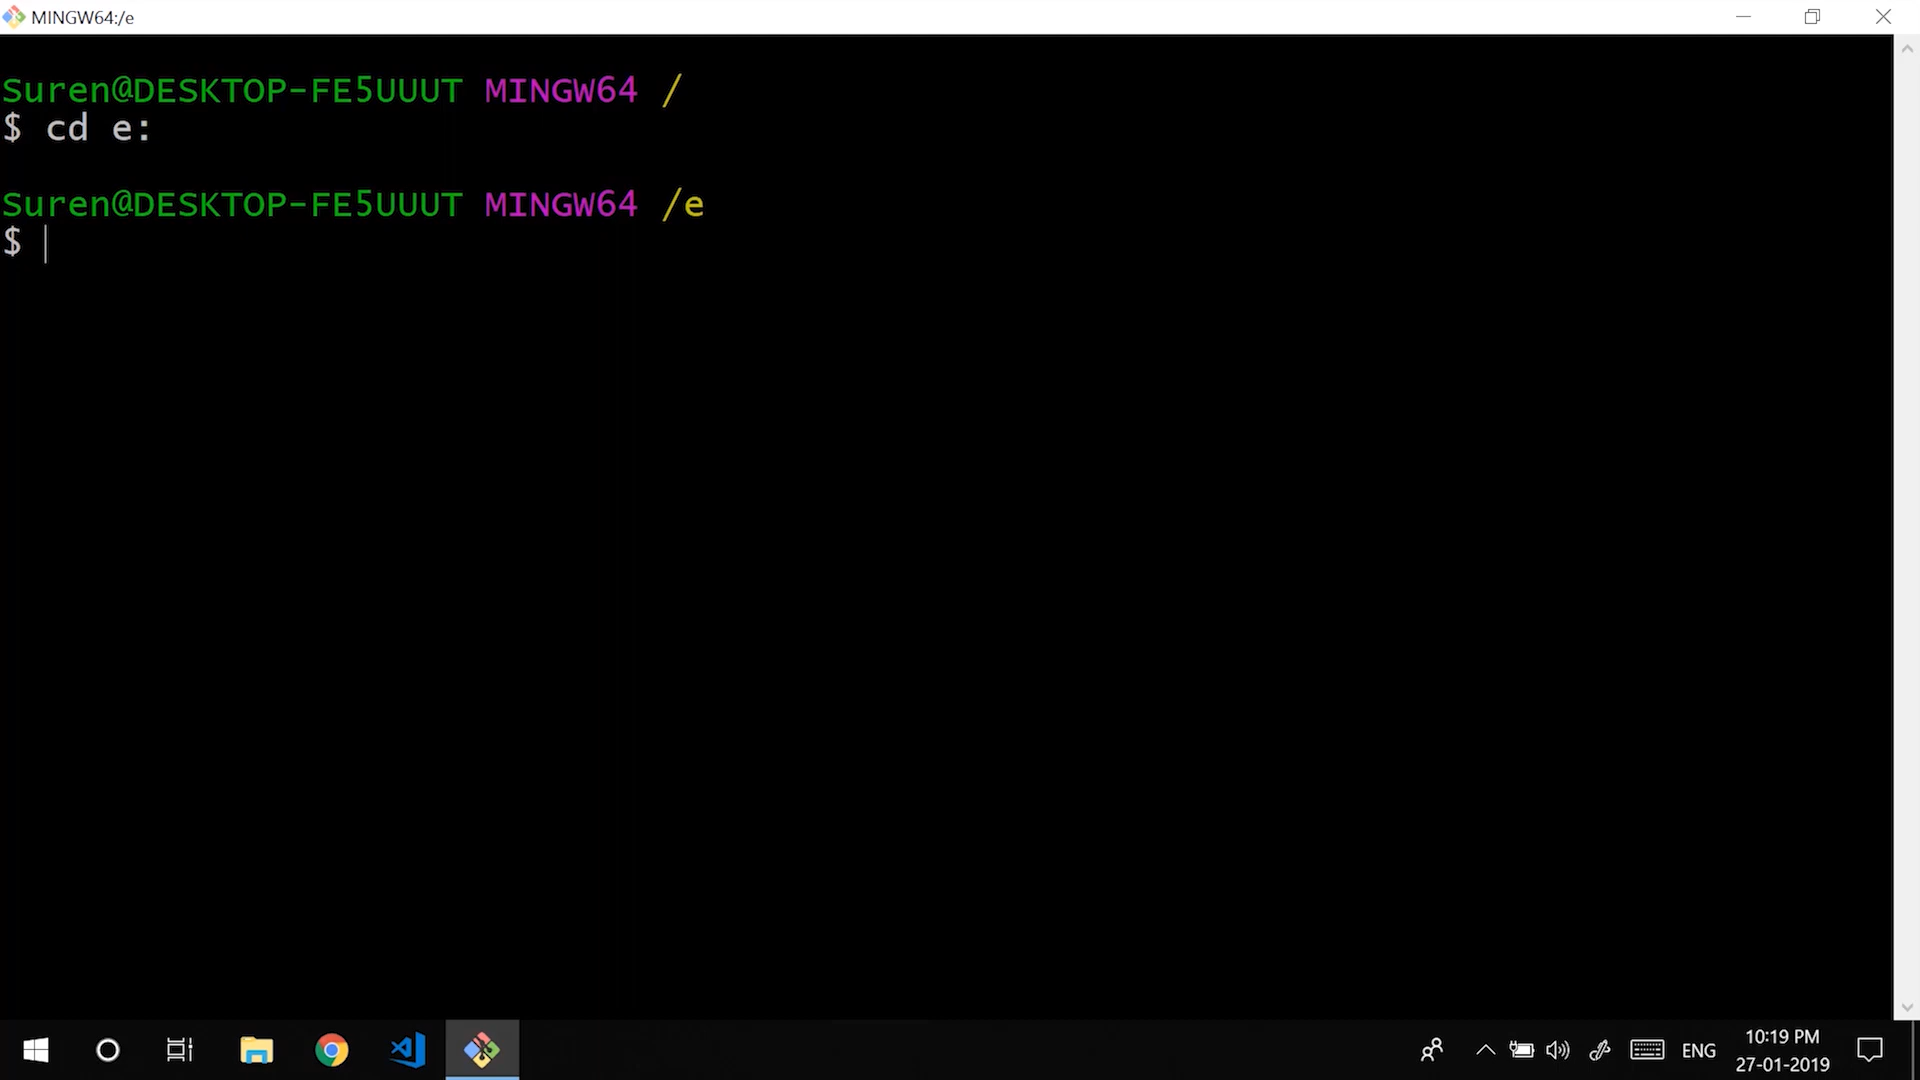 MINGW64:/e
Suren@DESKTOP-FE5UUUT MINGW64 /
$ cd e:
Suren@DESKTOP-FE5UUUT MINGW64 /e
$
ENG
10:19 PM
27-01-2019